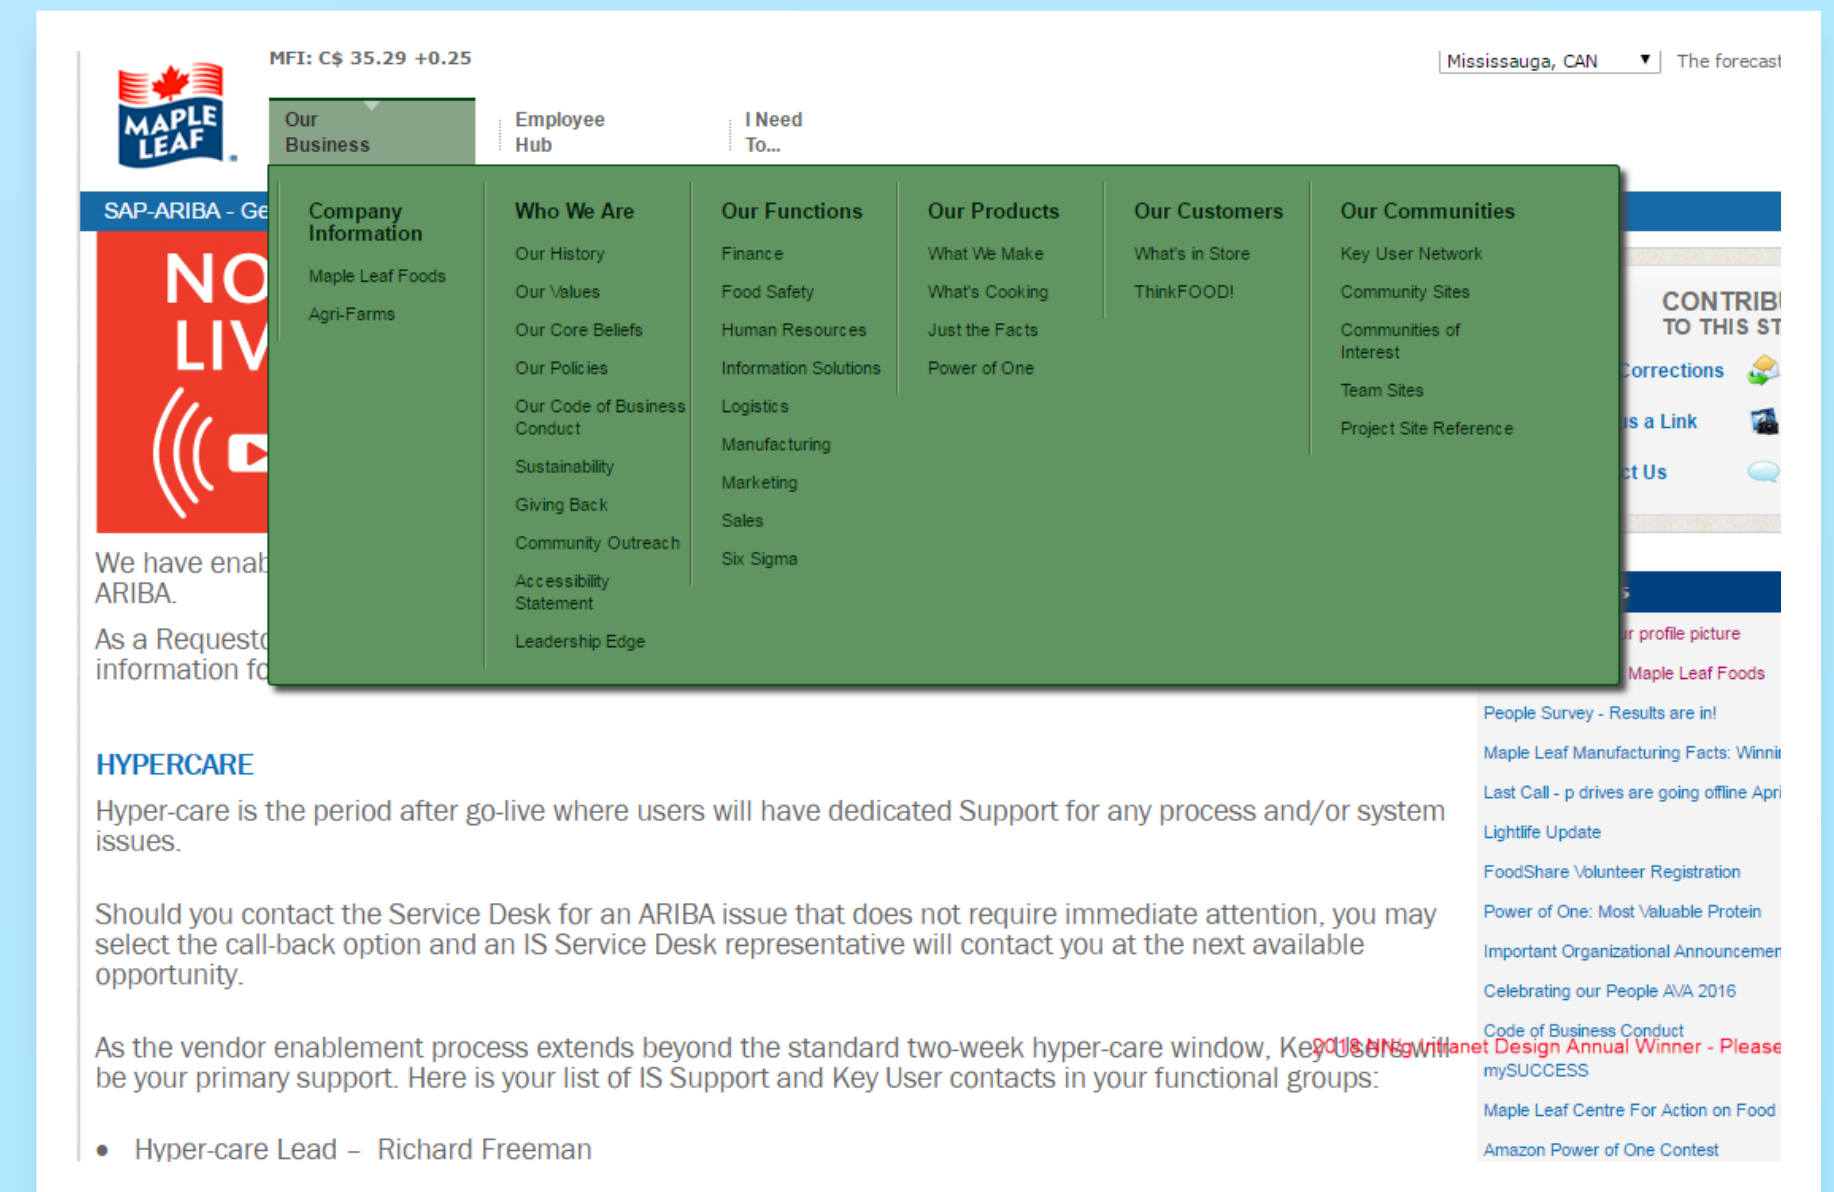 MFI: C$ 35.29 +0.25
Mississauga, CAN
The forecast
MAPLE
LEAF
Our
Business
Employee
Hub
I Need
To...
SAP-ARIBA - Ge
Company
Information
Maple Leaf Foods
Agri-Farms
Who We Are
Our History
Our Values
Our Core Beliefs
Our Policies
Our Code of Business
Conduct
Sustainability
Giving Back
Community Outreach
Accessibility
Statement
Leadership Edge
Our Functions
Finance
Food Safety
Human Resources
Information Solutions
Logistics
Manufacturing
Marketing
Sales
Six Sigma
Our Products
What We Make
What's Cooking
Just the Facts
Power of One
Our Customers
What's in Store
ThinkFOOD!
Our Communities
Key User Network
Community Sites
Communities of
Interest
Team Sites
Project Site Reference
NO
LIV
CONTRIB
TO THIS ST
Corrections
us a Link
ct Us
We have enab
ARIBA.
As a Requesto
information fo
HYPERCARE
Hyper-care is the period after go-live where users will have dedicated Support for any process and/or system
issues.
Should you contact the Service Desk for an ARIBA issue that does not require immediate attention, you may
select the call-back option and an IS Service Desk representative will contact you at the next available
opportunity.
As the vendor enablement process extends beyond the standard two-week hyper-care window, Key Users will
be your primary support. Here is your list of IS Support and Key User contacts in your functional groups:
• Hyper-care Lead – Richard Freeman
s
ur profile picture
Maple Leaf Foods
People Survey - Results are in!
Maple Leaf Manufacturing Facts: Winnin
Last Call - p drives are going offline Apri
Lightlife Update
FoodShare Volunteer Registration
Power of One: Most Valuable Protein
Important Organizational Announcemen
Celebrating our People AVA 2016
Code of Business Conduct
2018 NN/g Intranet Design Annual Winner - Please
mySUCCESS
Maple Leaf Centre For Action on Food
Amazon Power of One Contest